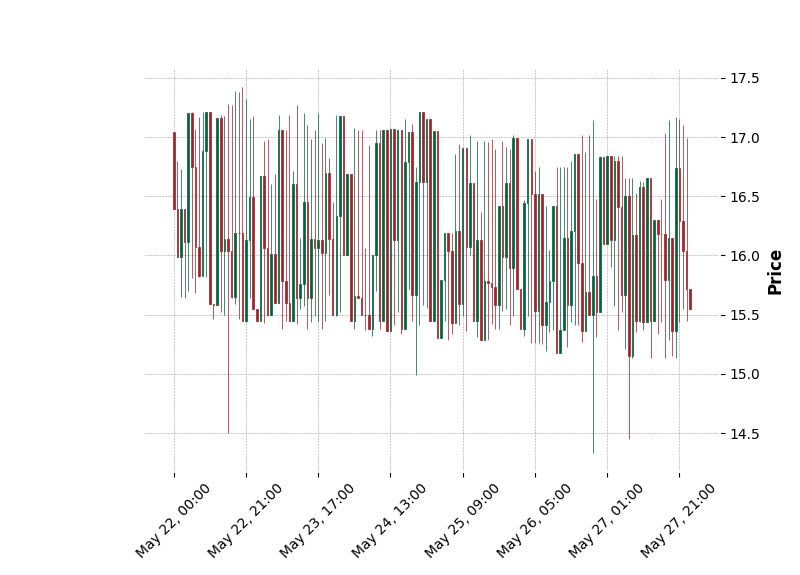 17.5
17.0
16.5
16.0
15.5
15.0
14.5
Price
May 22, 00:00
May 22, 21:00
May 23, 17:00
May 24, 13:00
May 25, 09:00
May 26, 05:00
May 27, 01:00
May 27, 21:00